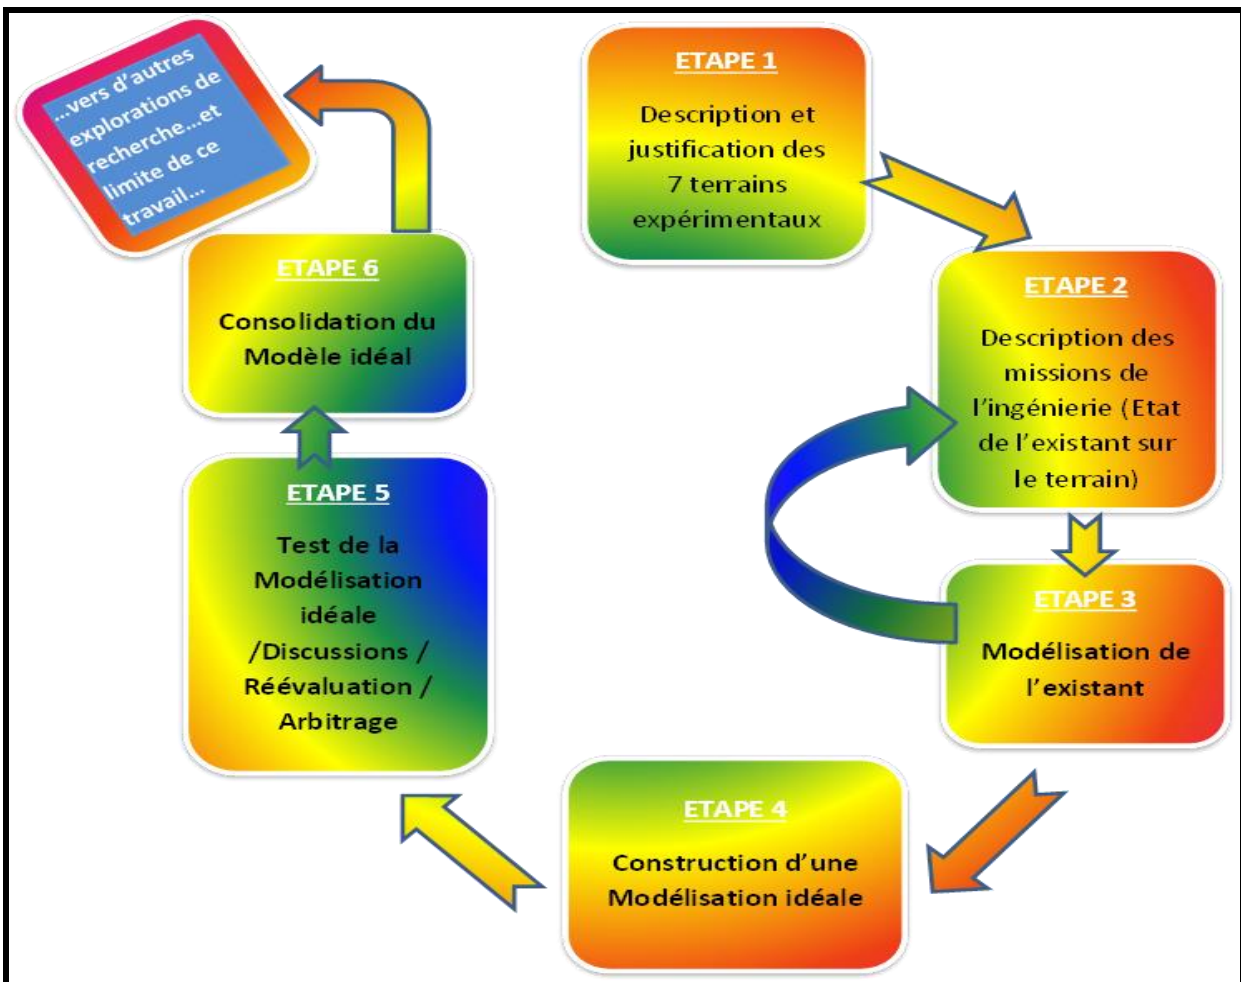 ETAPE 1
Description et
justification des
7 terrains
expérimentaux
ETAPE 2
Description des
missions de
l'ingénierie (Etat
de l'existant sur
le terrain)
ETAPE 3
Modélisation de
l'existant
ETAPE 4
Construction d'une
Modélisation idéale
ETAPE 5
Test de la
Modélisation
idéale
/Discussions /
Réévaluation /
Arbitrage
ETAPE 6
Consolidation du
Modèle idéal
...vers d'autres
explorations de
recherche...et
limite de ce
travail...